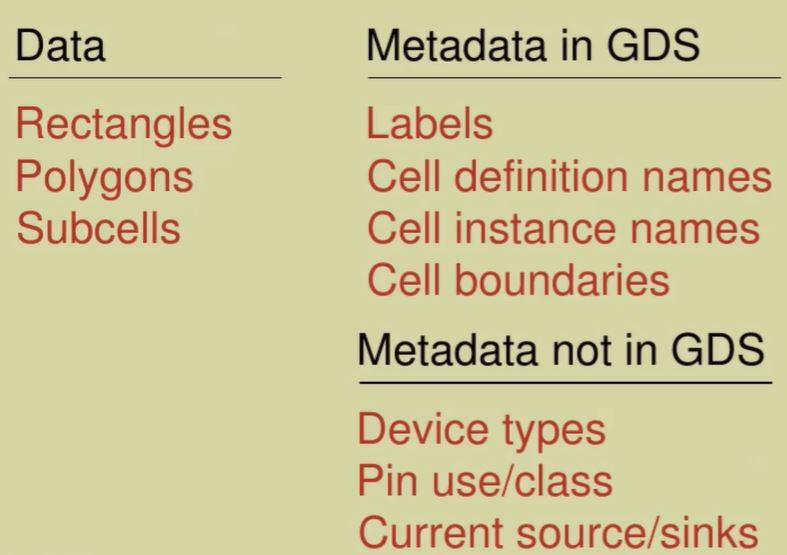 Data
Rectangles
Polygons
Subcells
Metadata in GDS
Labels
Cell definition names
Cell instance names
Cell boundaries
Metadata not in GDS
Device types
Pin use/class
Current source/sinks